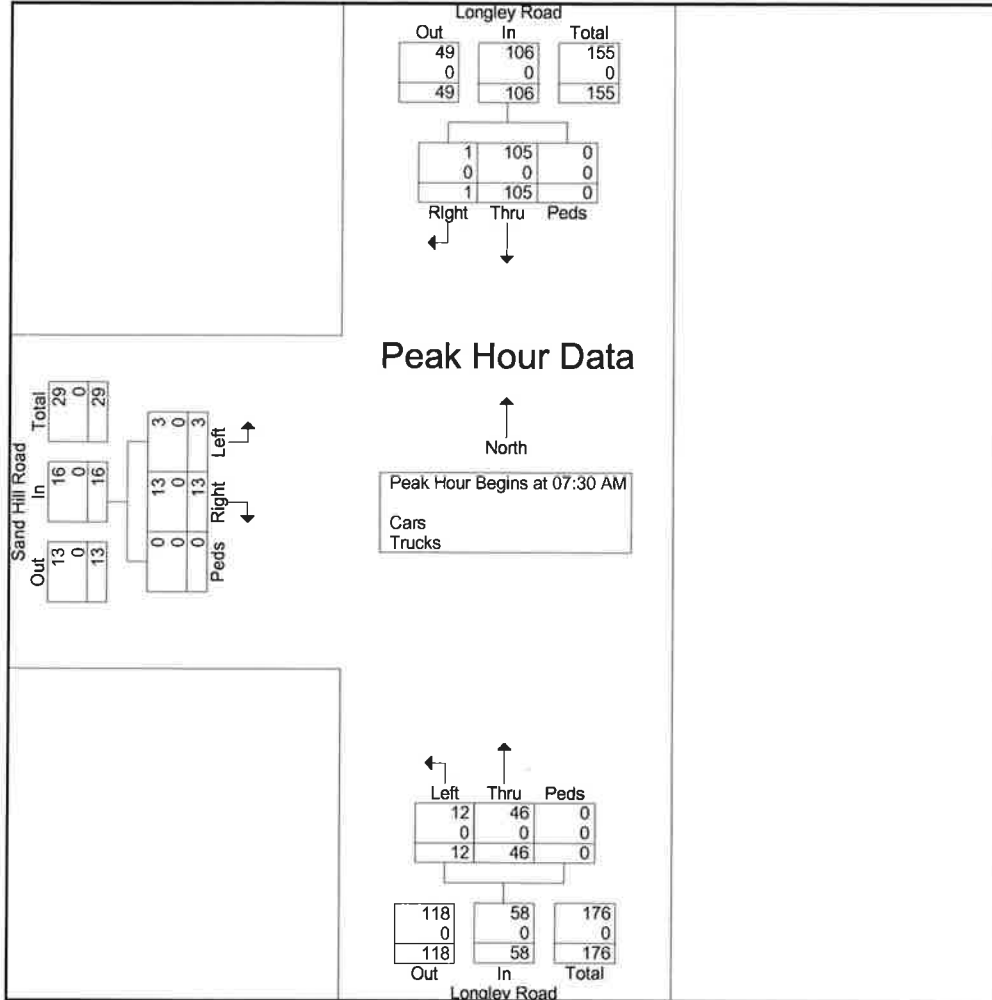 Longley Road
Out In Total
49 106 155
0 0 0
49 106 155
1 105 0
0 0 0
1 105 0
Right Thru Peds
Peak Hour Data
North
Peak Hour Begins at 07:30 AM
Cars
Trucks
Sand Hill Road
Out In Total
13 16 29
0 0 0
13 16 29
0 13 3
0 0 0
0 13 3
Peds Right Left
Left Thru Peds
12 46 0
0 0 0
12 46 0
118 58 176
0 0 0
118 58 176
Out In Total
Longley Road